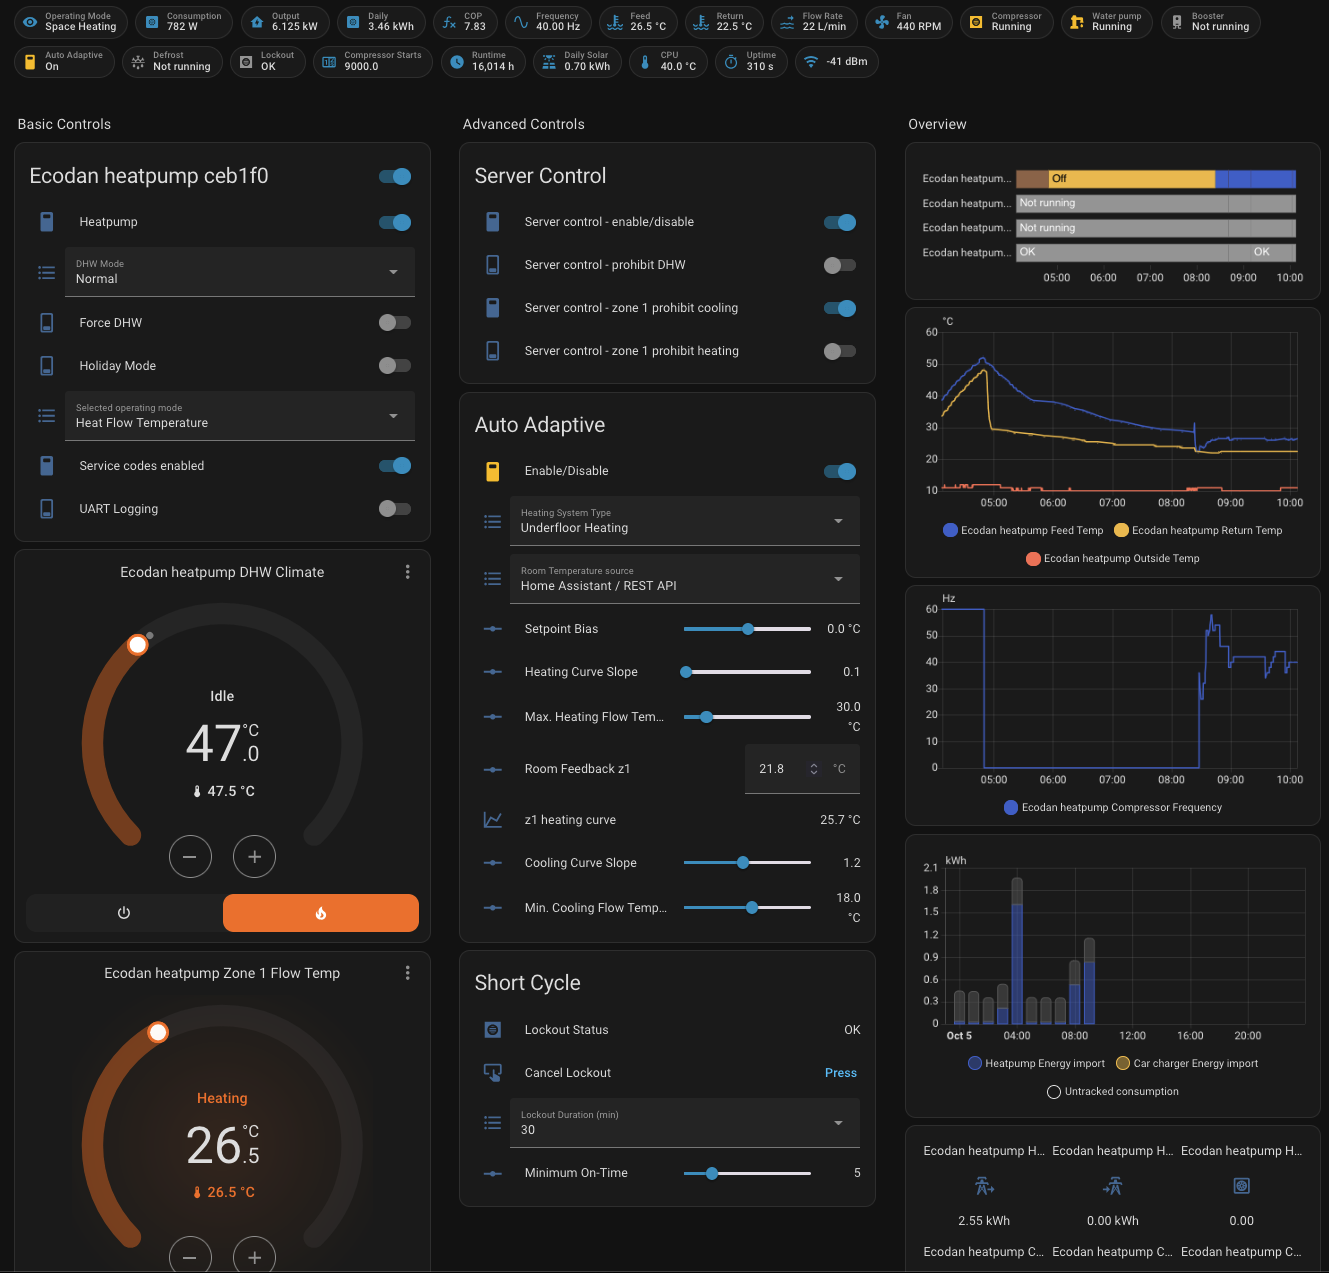 Operating Mode
Space Heating
Consumption
782 W
Output
6.125 kW
Daily
3.46 kWh
COP
7.83
Frequency
40.00 Hz
Feed
26.5 °C
Return
22.5 °C
Flow Rate
22 L/min
Fan
440 RPM
Compressor
Running
Water pump
Running
Booster
Not running
Auto Adaptive
On
Defrost
Not running
Lockout
OK
Compressor Starts
9000.0
Runtime
16,014 h
Daily Solar
0.70 kWh
CPU
40.0 °C
Uptime
310 s
-41 dBm
Basic Controls
Ecodan heatpump ceb1f0
Heatpump
DHW Mode
Normal
Force DHW
Holiday Mode
Selected operating mode
Heat Flow Temperature
Service codes enabled
UART Logging
Ecodan heatpump DHW Climate
Idle
47.0 °C
47.5 °C
Ecodan heatpump Zone 1 Flow Temp
Heating
26.5 °C
26.5 °C
Advanced Controls
Server Control
Server control - enable/disable
Server control - prohibit DHW
Server control - zone 1 prohibit cooling
Server control - zone 1 prohibit heating
Auto Adaptive
Enable/Disable
Heating System Type
Underfloor Heating
Room Temperature source
Home Assistant / REST API
Setpoint Bias 0.0 °C
Heating Curve Slope 0.1
Max. Heating Flow Tem... 30.0 °C
Room Feedback z1 21.8 °C
z1 heating curve 25.7 °C
Cooling Curve Slope 1.2
Min. Cooling Flow Temp... 18.0 °C
Short Cycle
Lockout Status OK
Cancel Lockout Press
Lockout Duration (min)
30
Minimum On-Time 5
Overview
Ecodan heatpum... Off
Ecodan heatpum... Not running
Ecodan heatpum... Not running
Ecodan heatpum... OK OK
05:00 06:00 07:00 08:00 09:00 10:00
°C
60
50
40
30
20
10
05:00 06:00 07:00 08:00 09:00 10:00
Ecodan heatpump Feed Temp Ecodan heatpump Return Temp
Ecodan heatpump Outside Temp
Hz
60
50
40
30
20
10
0
05:00 06:00 07:00 08:00 09:00 10:00
Ecodan heatpump Compressor Frequency
kWh
2.1
1.8
1.5
1.2
0.9
0.6
0.3
0
Oct 5 04:00 08:00 12:00 16:00 20:00
Heatpump Energy import Car charger Energy import
Untracked consumption
Ecodan heatpump H... Ecodan heatpump H... Ecodan heatpump H...
2.55 kWh 0.00 kWh 0.00
Ecodan heatpump C... Ecodan heatpump C... Ecodan heatpump C...